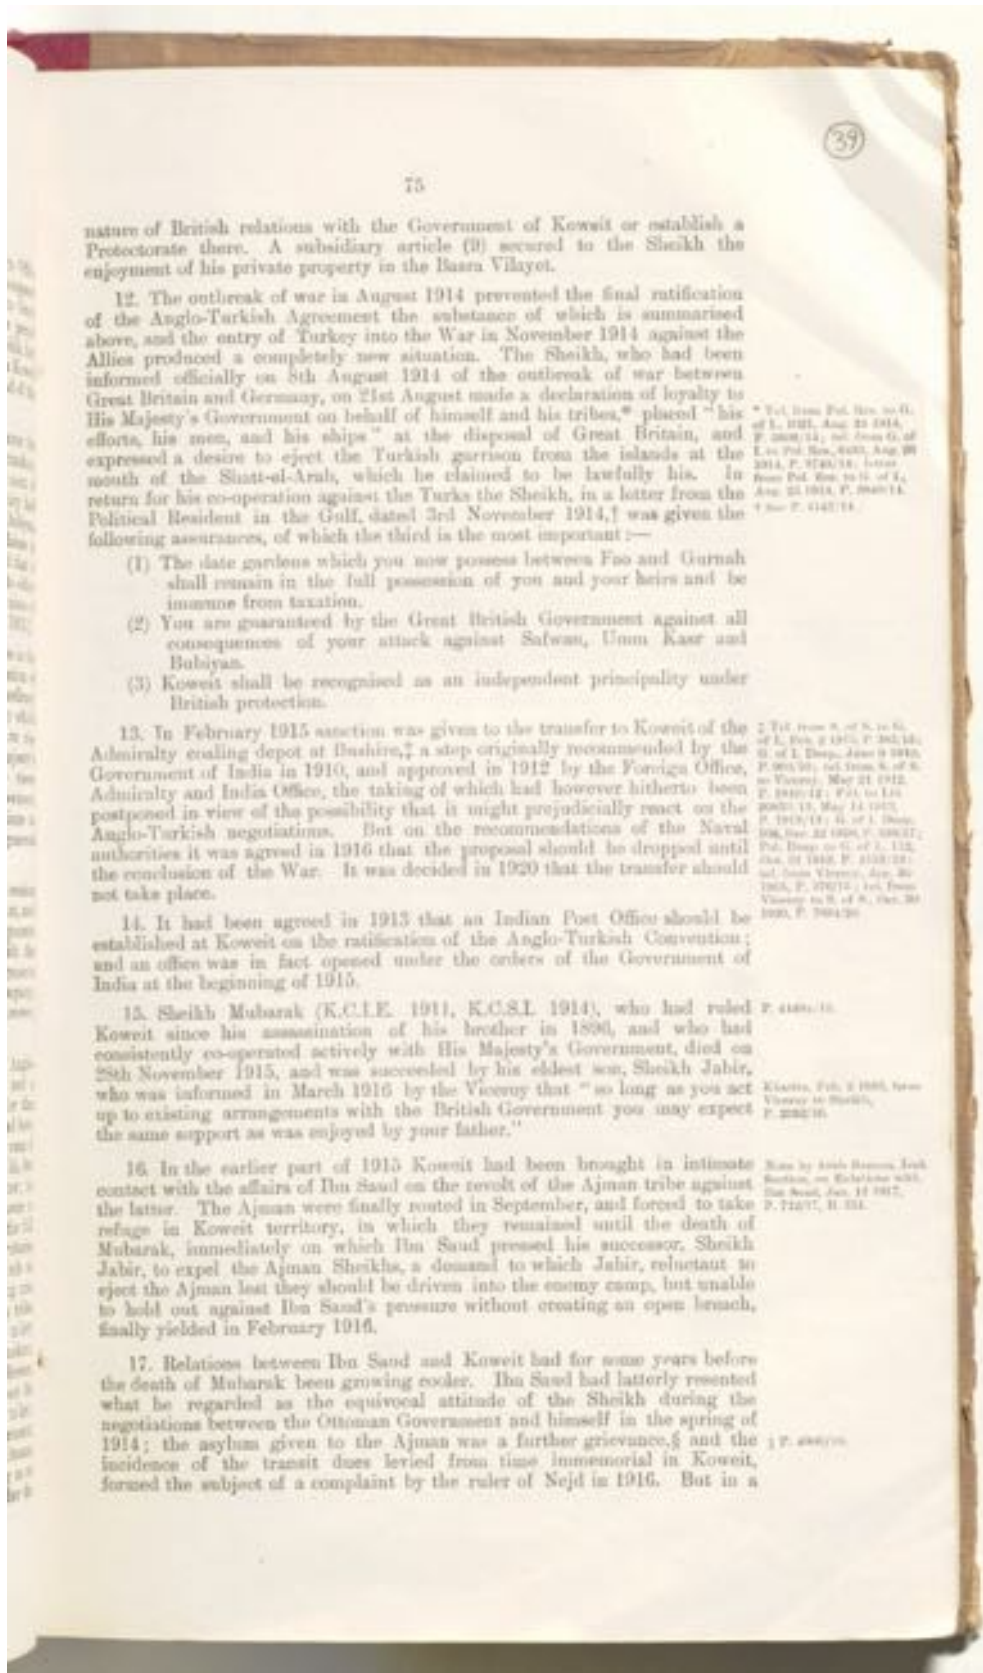 39
75
nature of British relations with the Government of Koweit or establish a
Protectorate there. A subsidiary article (9) secured to the Sheikh the
enjoyment of his private property in the Basra Vilayet.
12. The outbreak of war in August 1914 prevented the final ratification
of the Anglo-Turkish Agreement the substance of which is summarised
above, and the entry of Turkey into the War in November 1914 against the
Allies produced a completely new situation. The Sheikh, who had been
informed officially on 8th August 1914 of the outbreak of war between
Great Britain and Germany, on 21st August made a declaration of loyalty to
His Majesty's Government on behalf of himself and his tribes,* placed "his
efforts, his men, and his ships" at the disposal of Great Britain, and
expressed a desire to eject the Turkish garrison from the islands at the
mouth of the Shatt-el-Arab, which he claimed to be lawfully his. In
return for his co-operation against the Turks the Sheikh, in a letter from the
Political Resident in the Gulf, dated 3rd November 1914,† was given the
following assurances, of which the third is the most important :—
(1) The date gardens which you now possess between Fao and Gurnah
shall remain in the full possession of you and your heirs and be
immune from taxation.
(2) You are guaranteed by the Great British Government against all
consequences of your attack against Safwan, Umm Kasr and
Bubiyan.
(3) Koweit shall be recognised as an independent principality under
British protection.
13. In February 1915 sanction was given to the transfer to Koweit of the
Admiralty coaling depot at Bushire,‡ a step originally recommended by the
Government of India in 1910, and approved in 1912 by the Foreign Office,
Admiralty and India Office, the taking of which had however hitherto been
postponed in view of the possibility that it might prejudicially react on the
Anglo-Turkish negotiations. But on the recommendations of the Naval
authorities it was agreed in 1916 that the proposal should be dropped until
the conclusion of the War. It was decided in 1920 that the transfer should
not take place.
14. It had been agreed in 1913 that an Indian Post Office should be
established at Koweit on the ratification of the Anglo-Turkish Convention;
and an office was in fact opened under the orders of the Government of
India at the beginning of 1915.
15. Sheikh Mubarak (K.C.I.E. 1911, K.C.S.I. 1914), who had ruled
Koweit since his assassination of his brother in 1896, and who had
consistently co-operated actively with His Majesty's Government, died on
28th November 1915, and was succeeded by his eldest son, Sheikh Jabir,
who was informed in March 1916 by the Viceroy that "so long as you act
up to existing arrangements with the British Government you may expect
the same support as was enjoyed by your father."
16. In the earlier part of 1915 Koweit had been brought in intimate
contact with the affairs of Ibn Saud on the revolt of the Ajman tribe against
the latter. The Ajman were finally routed in September, and forced to take
refuge in Koweit territory, in which they remained until the death of
Mubarak, immediately on which Ibn Saud pressed his successor, Sheikh
Jabir, to expel the Ajman Sheikhs, a demand to which Jabir, reluctant to
eject the Ajman lest they should be driven into the enemy camp, but unable
to hold out against Ibn Saud's pressure without creating an open breach,
finally yielded in February 1916.
17. Relations between Ibn Saud and Koweit had for some years before
the death of Mubarak been growing cooler. Ibn Saud had latterly resented
what he regarded as the equivocal attitude of the Sheikh during the
negotiations between the Ottoman Government and himself in the spring of
1914; the asylum given to the Ajman was a further grievance,§ and the
incidence of the transit dues levied from time immemorial in Koweit,
formed the subject of a complaint by the ruler of Nejd in 1916. But in a